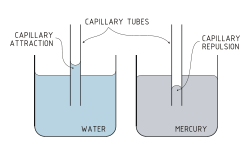 CAPILLARY TUBES
CAPILLARY
ATTRACTION
CAPILLARY
REPULSION
WATER
MERCURY